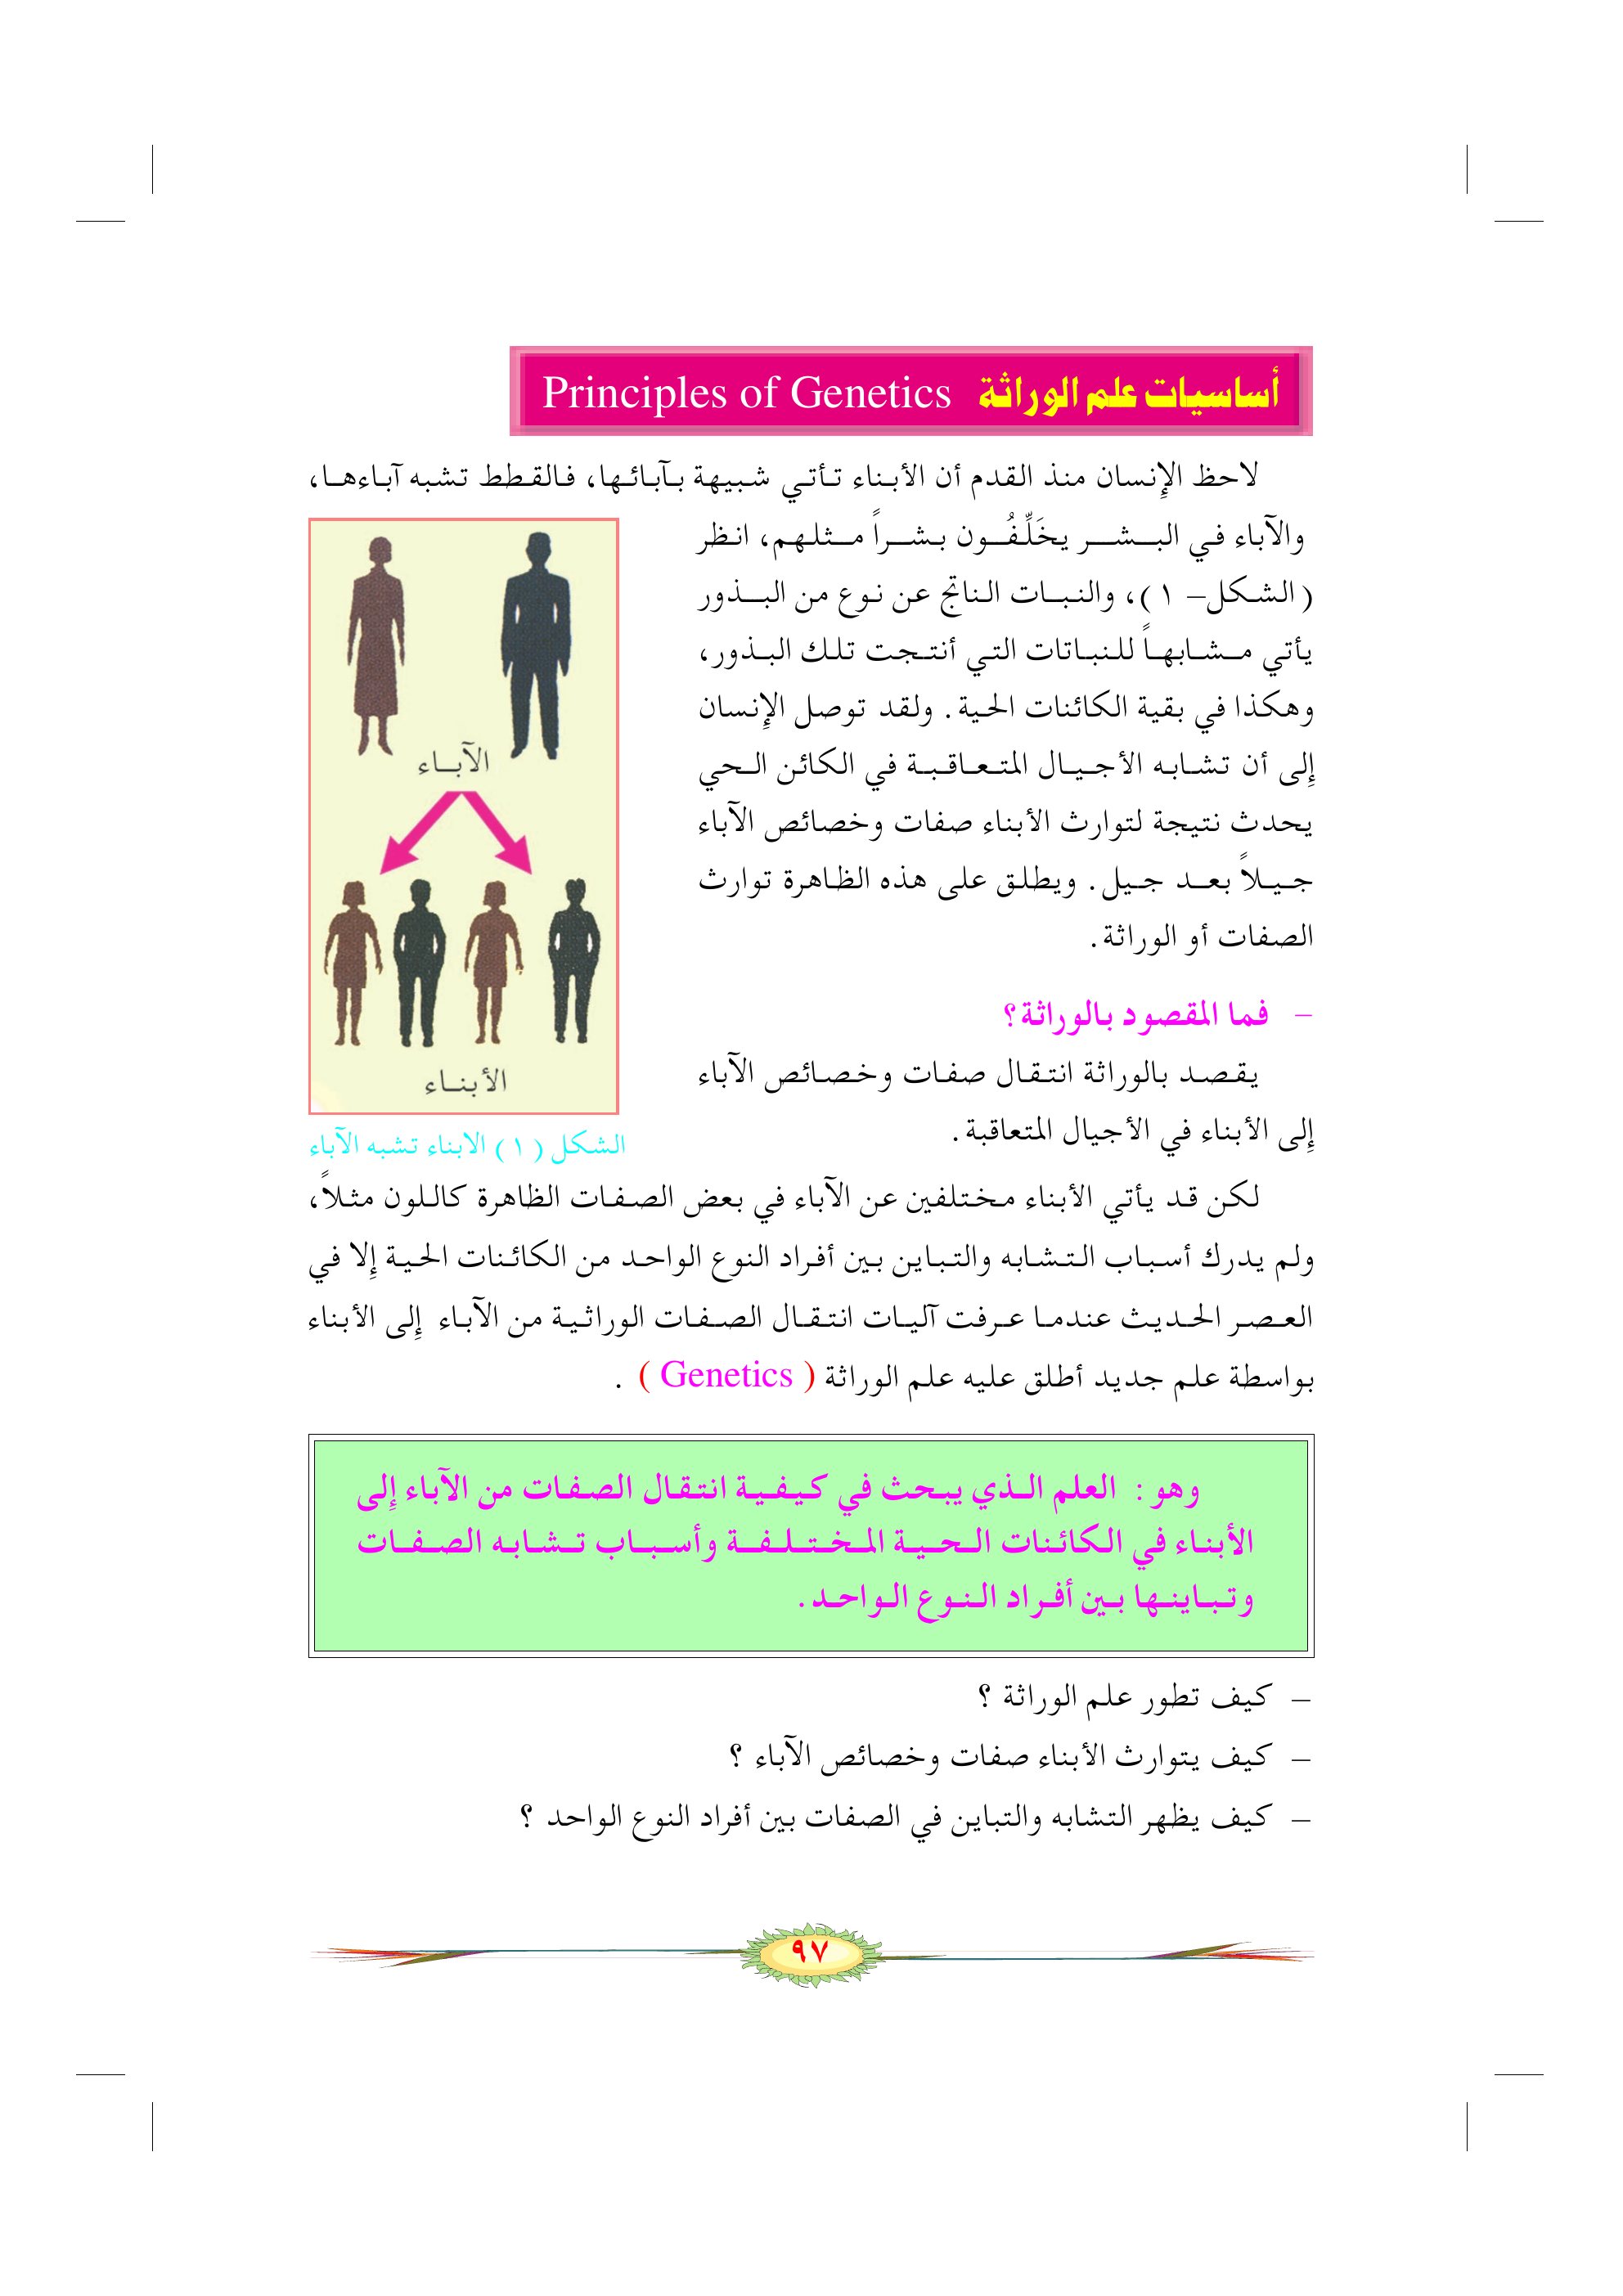 أساسيات علم الوراثة Principles of Genetics
لاحظ الإنسان منذ القدم أن الأبناء تأتي شبيهة بآبائها، فالقطط تشبه آباءها،
والآباء في البشر يخَلِّفُون بشراً مثلهم، انظر
(الشكل– ١)، والنبات الناتج عن نوع من البذور
يأتي مشابهاً للنباتات التي أنتجت تلك البذور،
وهكذا في بقية الكائنات الحية. ولقد توصل الإنسان
إلى أن تشابه الأجيال المتعاقبة في الكائن الحي
يحدث نتيجة لتوارث الأبناء صفات وخصائص الآباء
جيلاً بعد جيل. ويطلق على هذه الظاهرة توارث
الصفات أو الوراثة.
– فما المقصود بالوراثة؟
يقصد بالوراثة انتقال صفات وخصائص الآباء
إلى الأبناء في الأجيال المتعاقبة.
الآباء
الأبناء
الشكل (١) الابناء تشبه الآباء
لكن قد يأتي الأبناء مختلفين عن الآباء في بعض الصفات الظاهرة كاللون مثلاً،
ولم يدرك أسباب التشابه والتباين بين أفراد النوع الواحد من الكائنات الحية إلا في
العصر الحديث عندما عرفت آليات انتقال الصفات الوراثية من الآباء إلى الأبناء
بواسطة علم جديد أطلق عليه علم الوراثة (Genetics) .
وهو : العلم الذي يبحث في كيفية انتقال الصفات من الآباء إلى
الأبناء في الكائنات الحية المختلفة وأسباب تشابه الصفات
وتباينها بين أفراد النوع الواحد.
– كيف تطور علم الوراثة ؟
– كيف يتوارث الأبناء صفات وخصائص الآباء ؟
– كيف يظهر التشابه والتباين في الصفات بين أفراد النوع الواحد ؟
٩٧